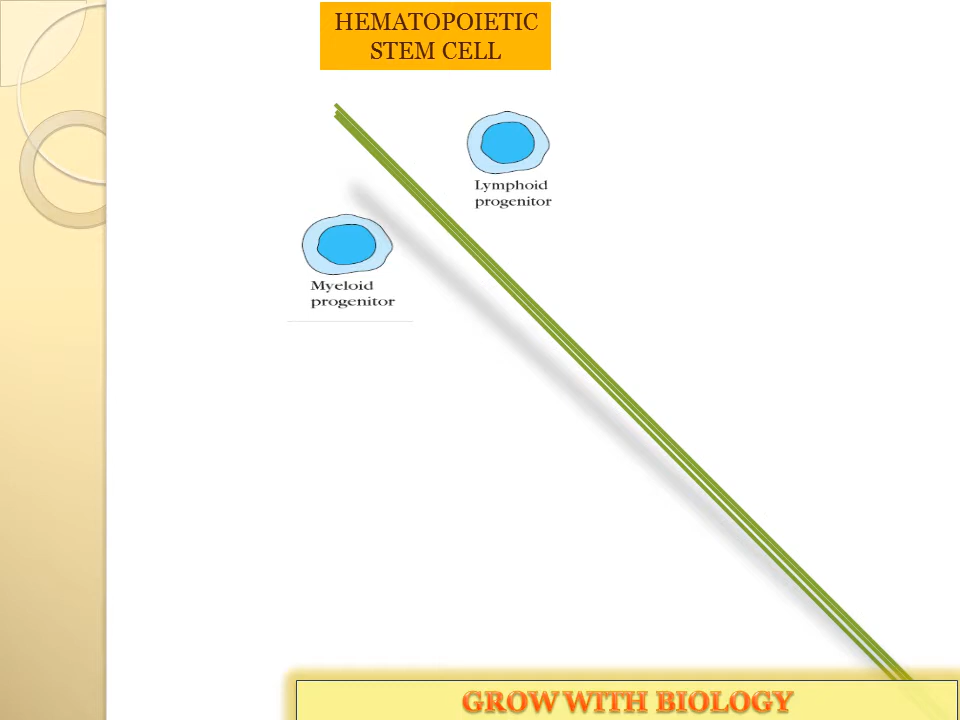 HEMATOPOIETIC
STEM CELL
Lymphoid
progenitor
Myeloid
progenitor
GROW WITH BIOLOGY